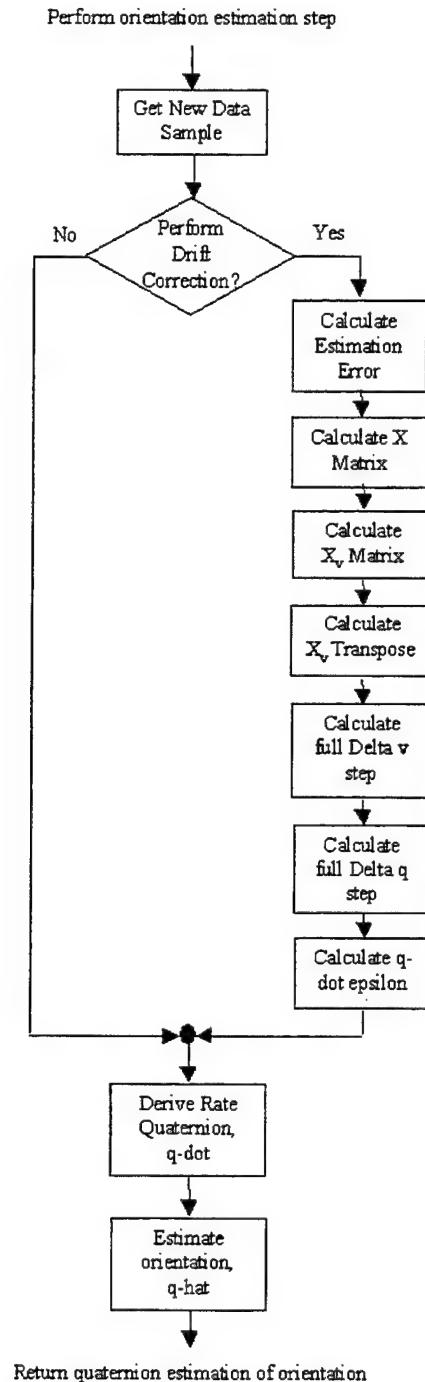 Perform orientation estimation step
Get New Data
Sample
No
Perform
Drift
Correction?
Yes
Calculate
Estimation
Error
Calculate X
Matrix
Calculate
Xᵥ Matrix
Calculate
Xᵥ Transpose
Calculate
full Delta v
step
Calculate
full Delta q
step
Calculate q-
dot epsilon
Derive Rate
Quaternion,
q-dot
Estimate
orientation,
q-hat
Return quaternion estimation of orientation